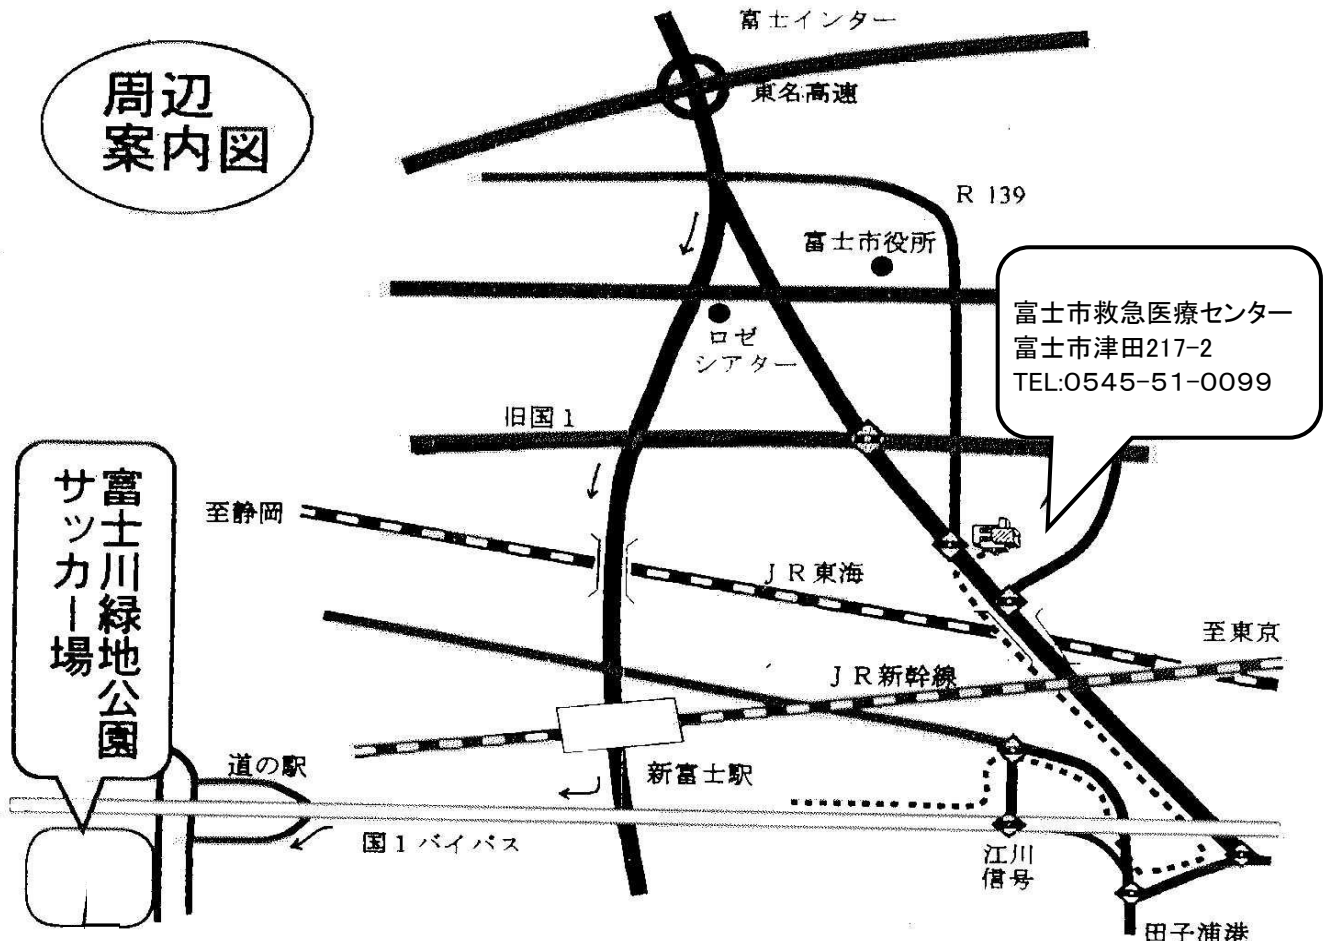 富士インター
周辺
案内図
東名高速
R 139
富士市役所
富士市救急医療センター
富士市津田217-2
TEL:0545-51-0099
ロゼ
シアター
旧国1
富士川緑地公園
サッカー場
至静岡
JR東海
至東京
JR新幹線
道の駅
新富士駅
国1バイパス
江川
信号
田子浦港